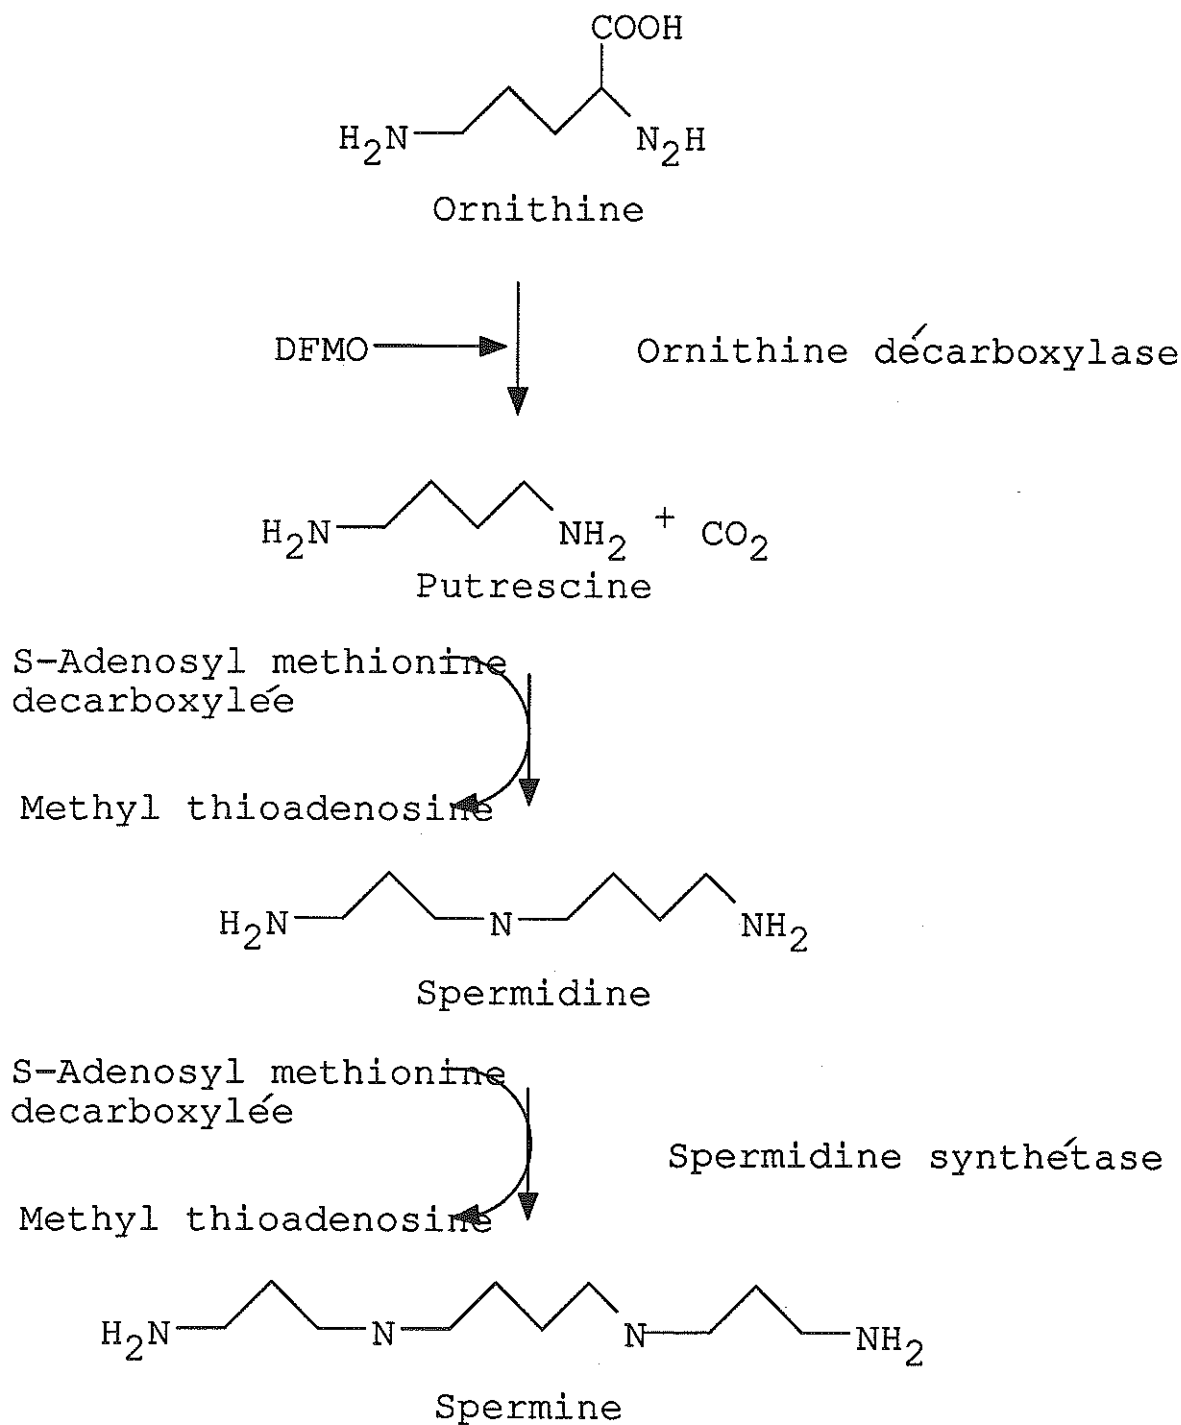 COOH
H₂N
N₂H
Ornithine
DFMO
Ornithine décarboxylase
H₂N
NH₂ + CO₂
Putrescine
S-Adenosyl methionine
decarboxylée
Methyl thioadenosine
H₂N
N
NH₂
Spermidine
S-Adenosyl methionine
decarboxylée
Spermidine synthétase
Methyl thioadenosine
H₂N
N
N
NH₂
Spermine